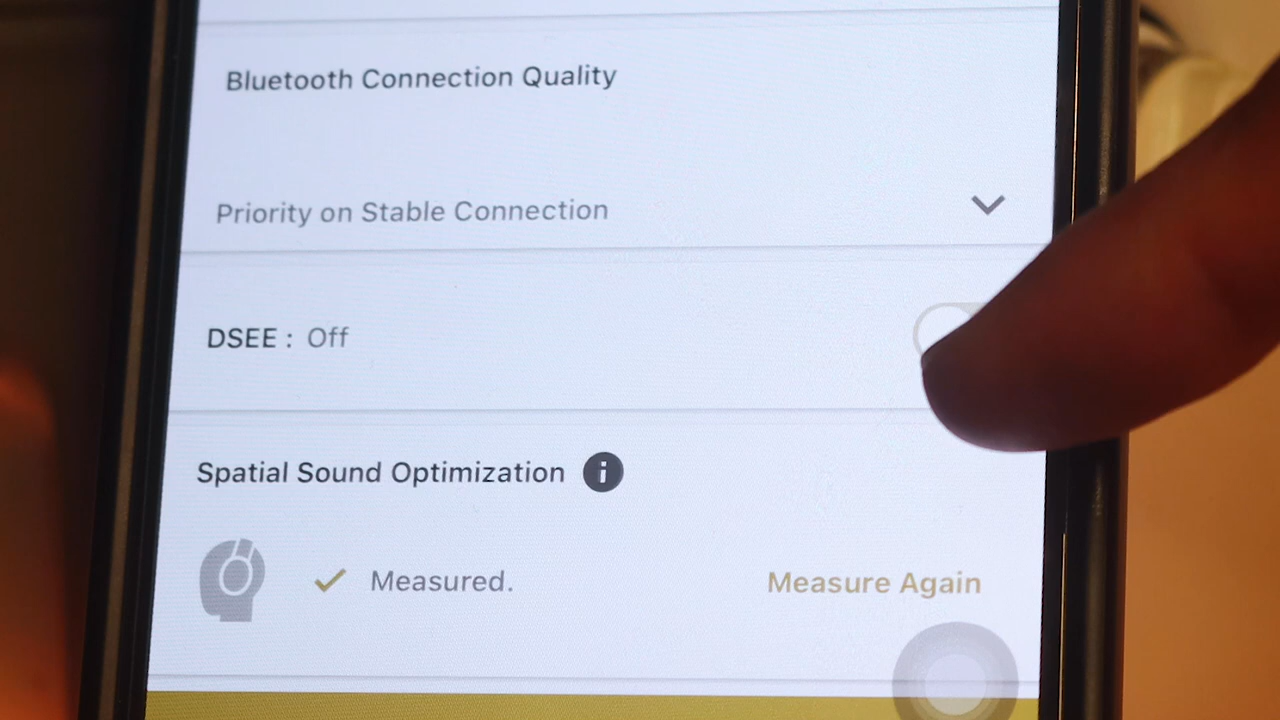 Bluetooth Connection Quality
Priority on Stable Connection
DSEE : Off
Spatial Sound Optimization i
Measured. Measure Again